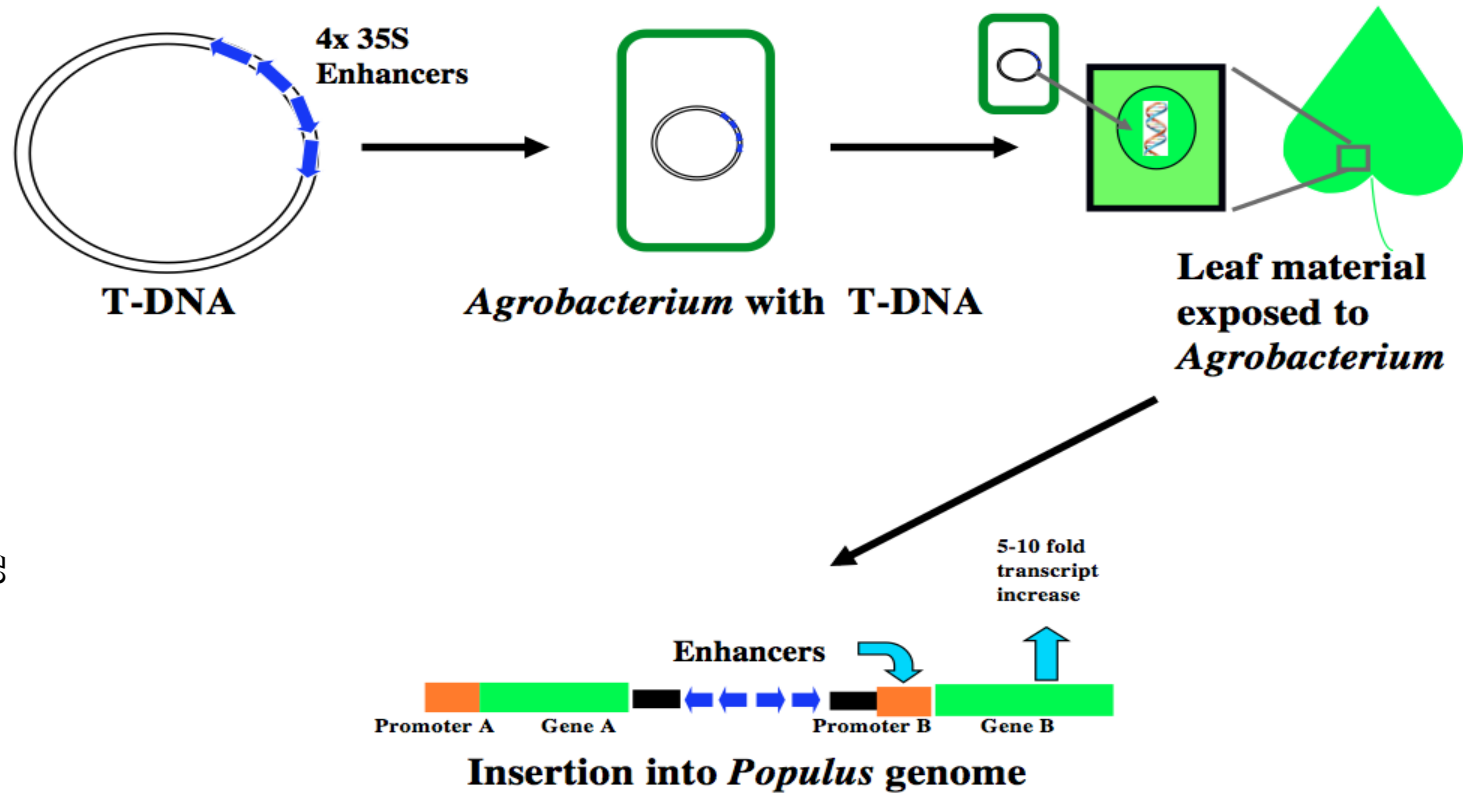 4x 35S
Enhancers
T-DNA
Agrobacterium with T-DNA
Leaf material
exposed to
Agrobacterium
5-10 fold
transcript
increase
Enhancers
Promoter A
Gene A
Promoter B
Gene B
Insertion into Populus genome